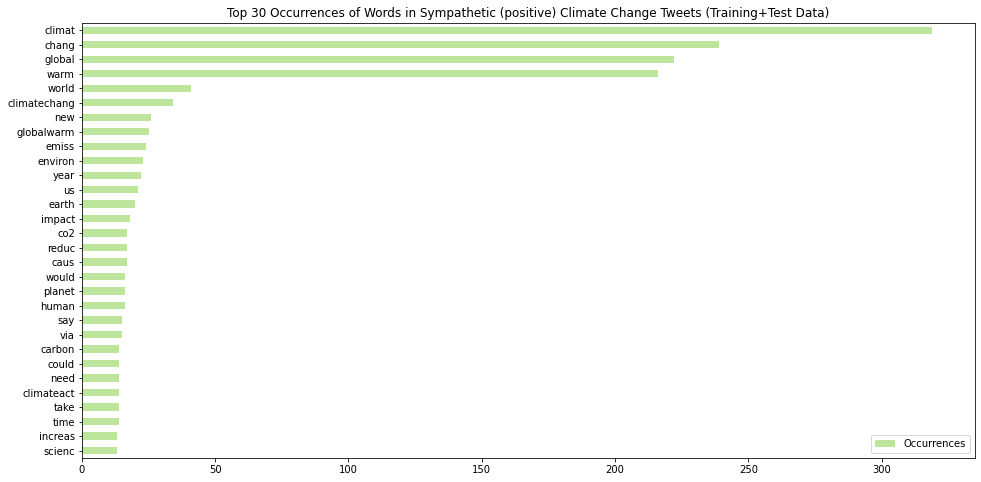 Top 30 Occurrences of Words in Sympathetic (positive) Climate Change Tweets (Training+Test Data)
climat
chang
global
warm
world
climatechang
new
globalwarm
emiss
environ
year
us
earth
impact
co2
reduc
caus
would
planet
human
say
via
carbon
could
need
climateact
take
time
increas
scienc
Occurrences
0 50 100 150 200 250 300